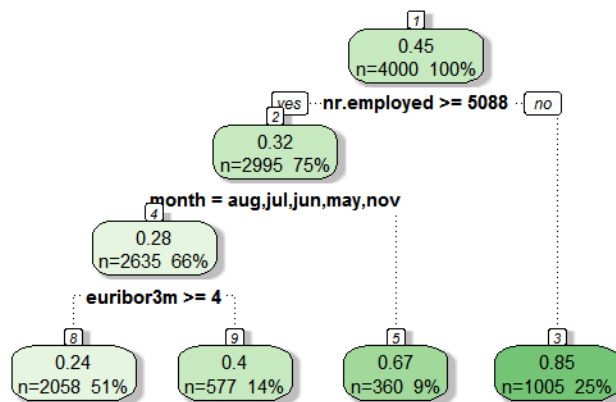 1
0.45
n=4000 100%
yes nr.employed >= 5088 no
2
0.32
n=2995 75%
month = aug,jul,jun,may,nov
4
0.28
n=2635 66%
euribor3m >= 4
8 9 5 3
0.24 0.4 0.67 0.85
n=2058 51% n=577 14% n=360 9% n=1005 25%